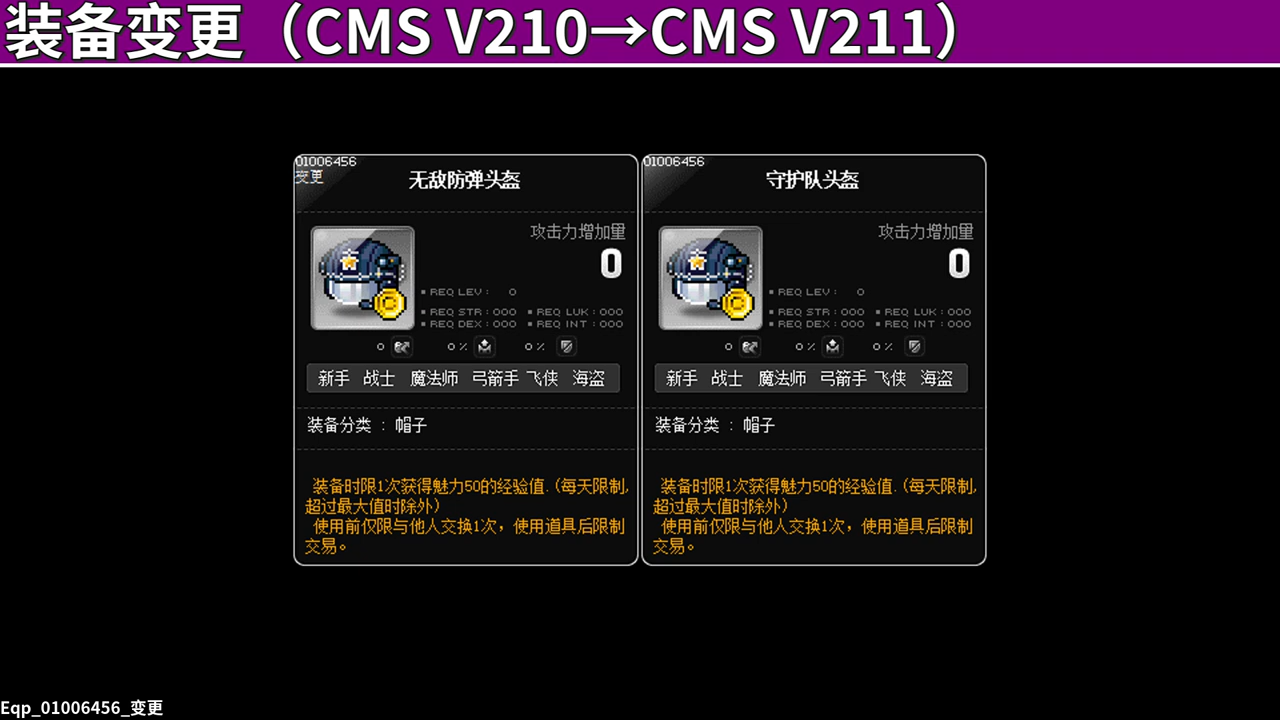 装备变更（CMS V210→CMS V211）
01006456
变更
无敌防弹头盔
攻击力增加量
0
REQ LEV : 0
REQ STR : 000 REQ LUK : 000
REQ DEX : 000 REQ INT : 000
0 0 % 0 %
新手 战士 魔法师 弓箭手 飞侠 海盗
装备分类 : 帽子
装备时限1次获得魅力50的经验值. (每天限制,
超过最大值时除外)
使用前仅限与他人交换1次，使用道具后限制
交易。
01006456
守护队头盔
攻击力增加量
0
REQ LEV : 0
REQ STR : 000 REQ LUK : 000
REQ DEX : 000 REQ INT : 000
0 0 % 0 %
新手 战士 魔法师 弓箭手 飞侠 海盗
装备分类 : 帽子
装备时限1次获得魅力50的经验值. (每天限制,
超过最大值时除外)
使用前仅限与他人交换1次，使用道具后限制
交易。
Eqp_01006456_变更